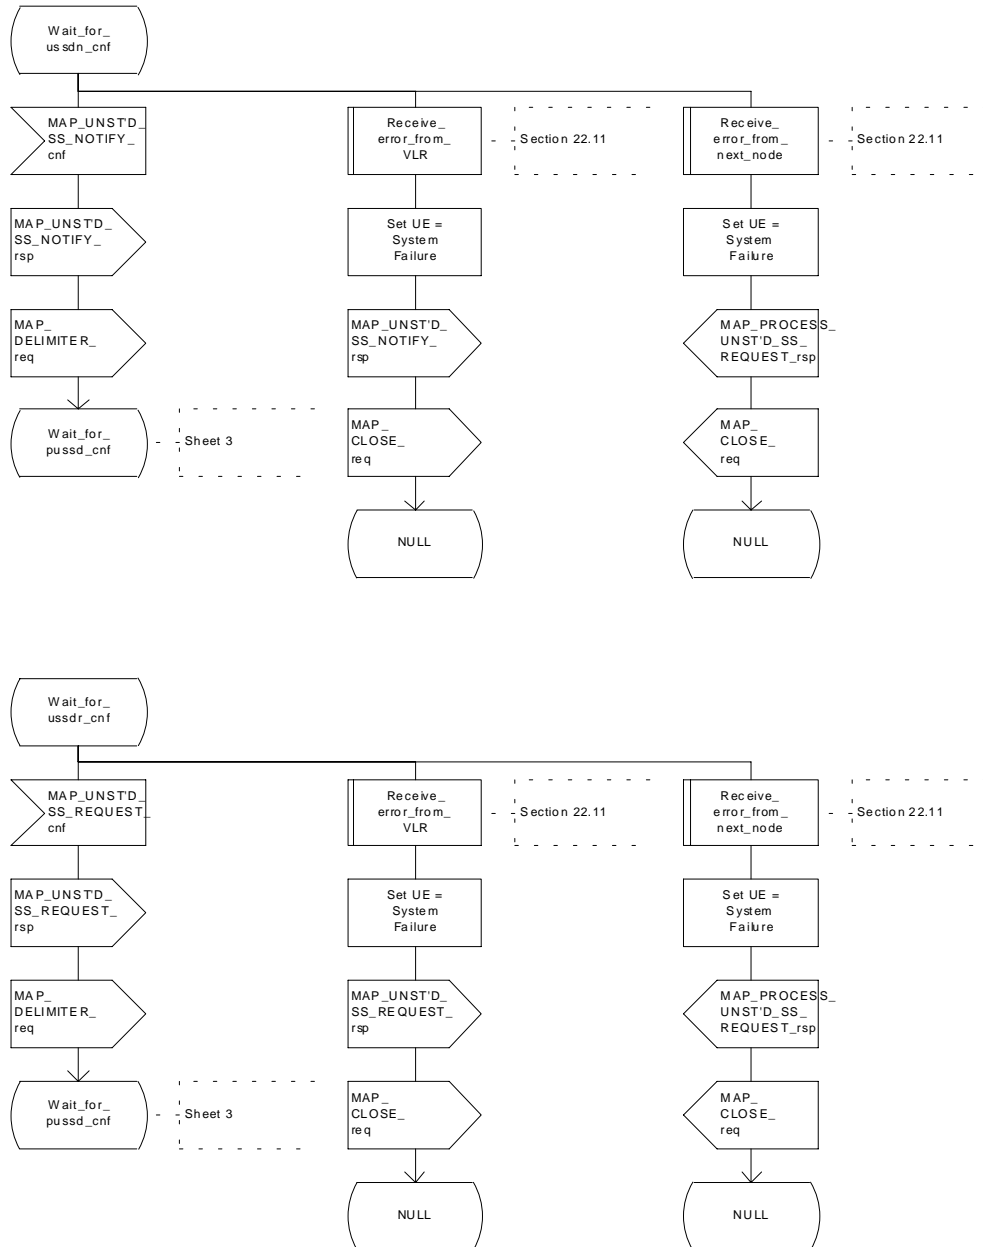 Wait_for_
ussdn_cnf
MAP_UNST'D_
SS_NOTIFY_
cnf
Receive_
error_from_
VLR
Section 22.11
Receive_
error_from_
next_node
Section 22.11
MAP_UNST'D_
SS_NOTIFY_
rsp
Set UE =
System
Failure
Set UE =
System
Failure
MAP_
DELIMITER_
req
MAP_UNST'D_
SS_NOTIFY_
rsp
MAP_PROCESS_
UNST'D_SS_
REQUEST_rsp
Wait_for_
pussd_cnf
Sheet 3
MAP_
CLOSE_
req
MAP_
CLOSE_
req
NULL
NULL
Wait_for_
ussdr_cnf
MAP_UNST'D_
SS_REQUEST_
cnf
Receive_
error_from_
VLR
Section 22.11
Receive_
error_from_
next_node
Section 22.11
MAP_UNST'D_
SS_REQUEST_
rsp
Set UE =
System
Failure
Set UE =
System
Failure
MAP_
DELIMITER_
req
MAP_UNST'D_
SS_REQUEST_
rsp
MAP_PROCESS_
UNST'D_SS_
REQUEST_rsp
Wait_for_
pussd_cnf
Sheet 3
MAP_
CLOSE_
req
MAP_
CLOSE_
req
NULL
NULL